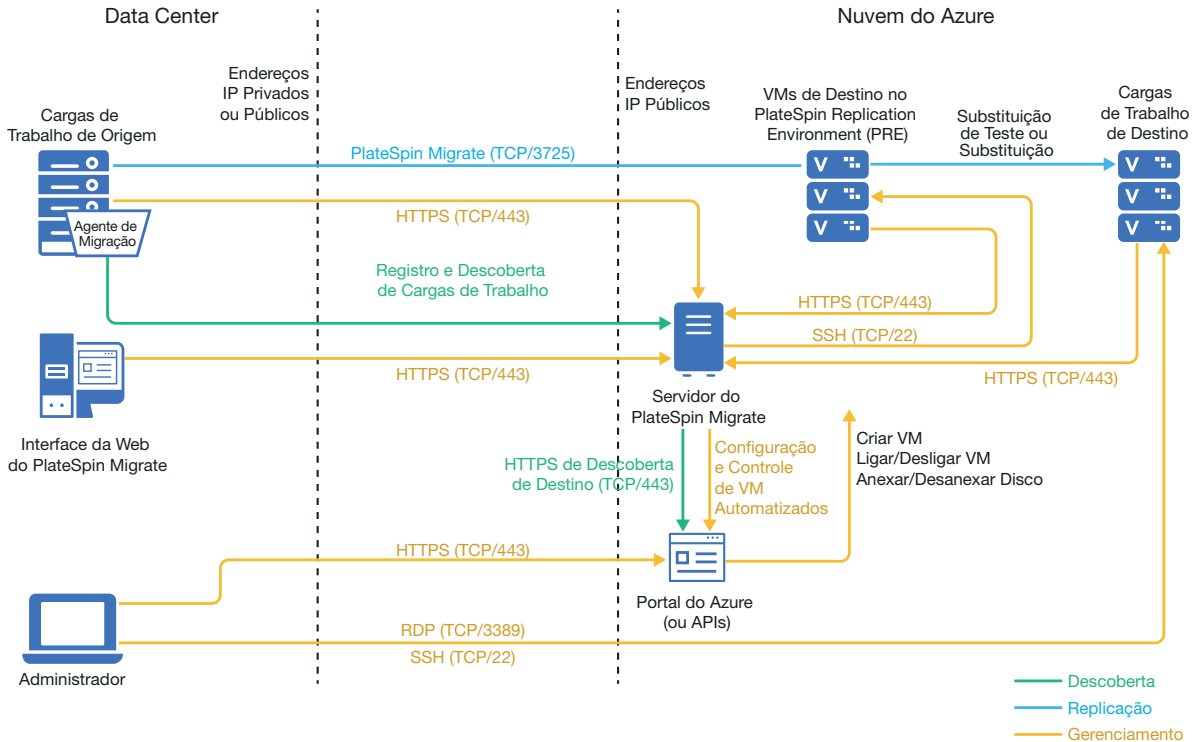 Data Center
Nuvem do Azure
Endereços
IP Privados
ou Públicos
Endereços
IP Públicos
Cargas de
Trabalho de Origem
VMs de Destino no
PlateSpin Replication
Environment (PRE)
Substituição
de Teste ou
Substituição
Cargas
de Trabalho
de Destino
PlateSpin Migrate (TCP/3725)
HTTPS (TCP/443)
Agente de
Migração
V
V
V
V
V
V
Registro e Descoberta
de Cargas de Trabalho
HTTPS (TCP/443)
SSH (TCP/22)
HTTPS (TCP/443)
HTTPS (TCP/443)
Servidor do
PlateSpin Migrate
Interface da Web
do PlateSpin Migrate
HTTPS de Descoberta
de Destino (TCP/443)
Configuração
e Controle
de VM
Automatizados
Criar VM
Ligar/Desligar VM
Anexar/Desanexar Disco
HTTPS (TCP/443)
Portal do Azure
(ou APIs)
RDP (TCP/3389)
SSH (TCP/22)
Administrador
Descoberta
Replicação
Gerenciamento